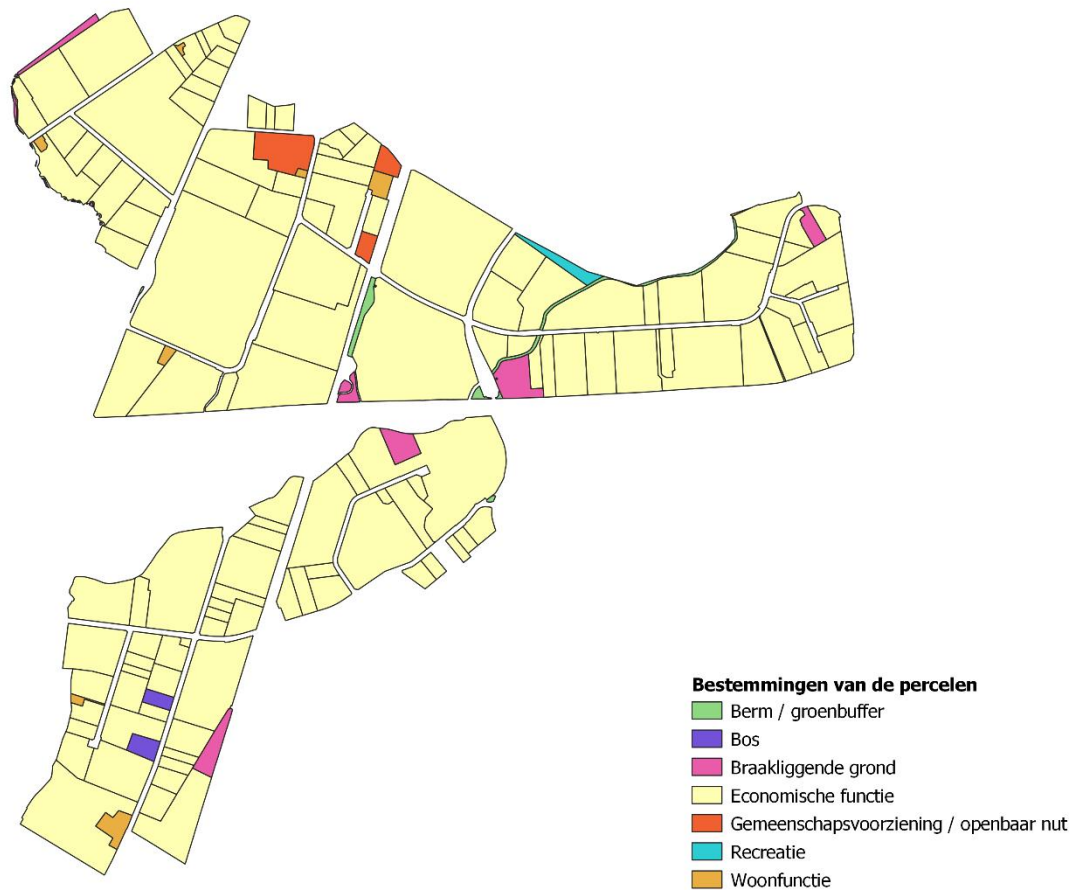 Bestemmingen van de percelen
Berm / groenbuffer
Bos
Braakliggende grond
Economische functie
Gemeenschapsvoorziening / openbaar nut
Recreatie
Woonfunctie